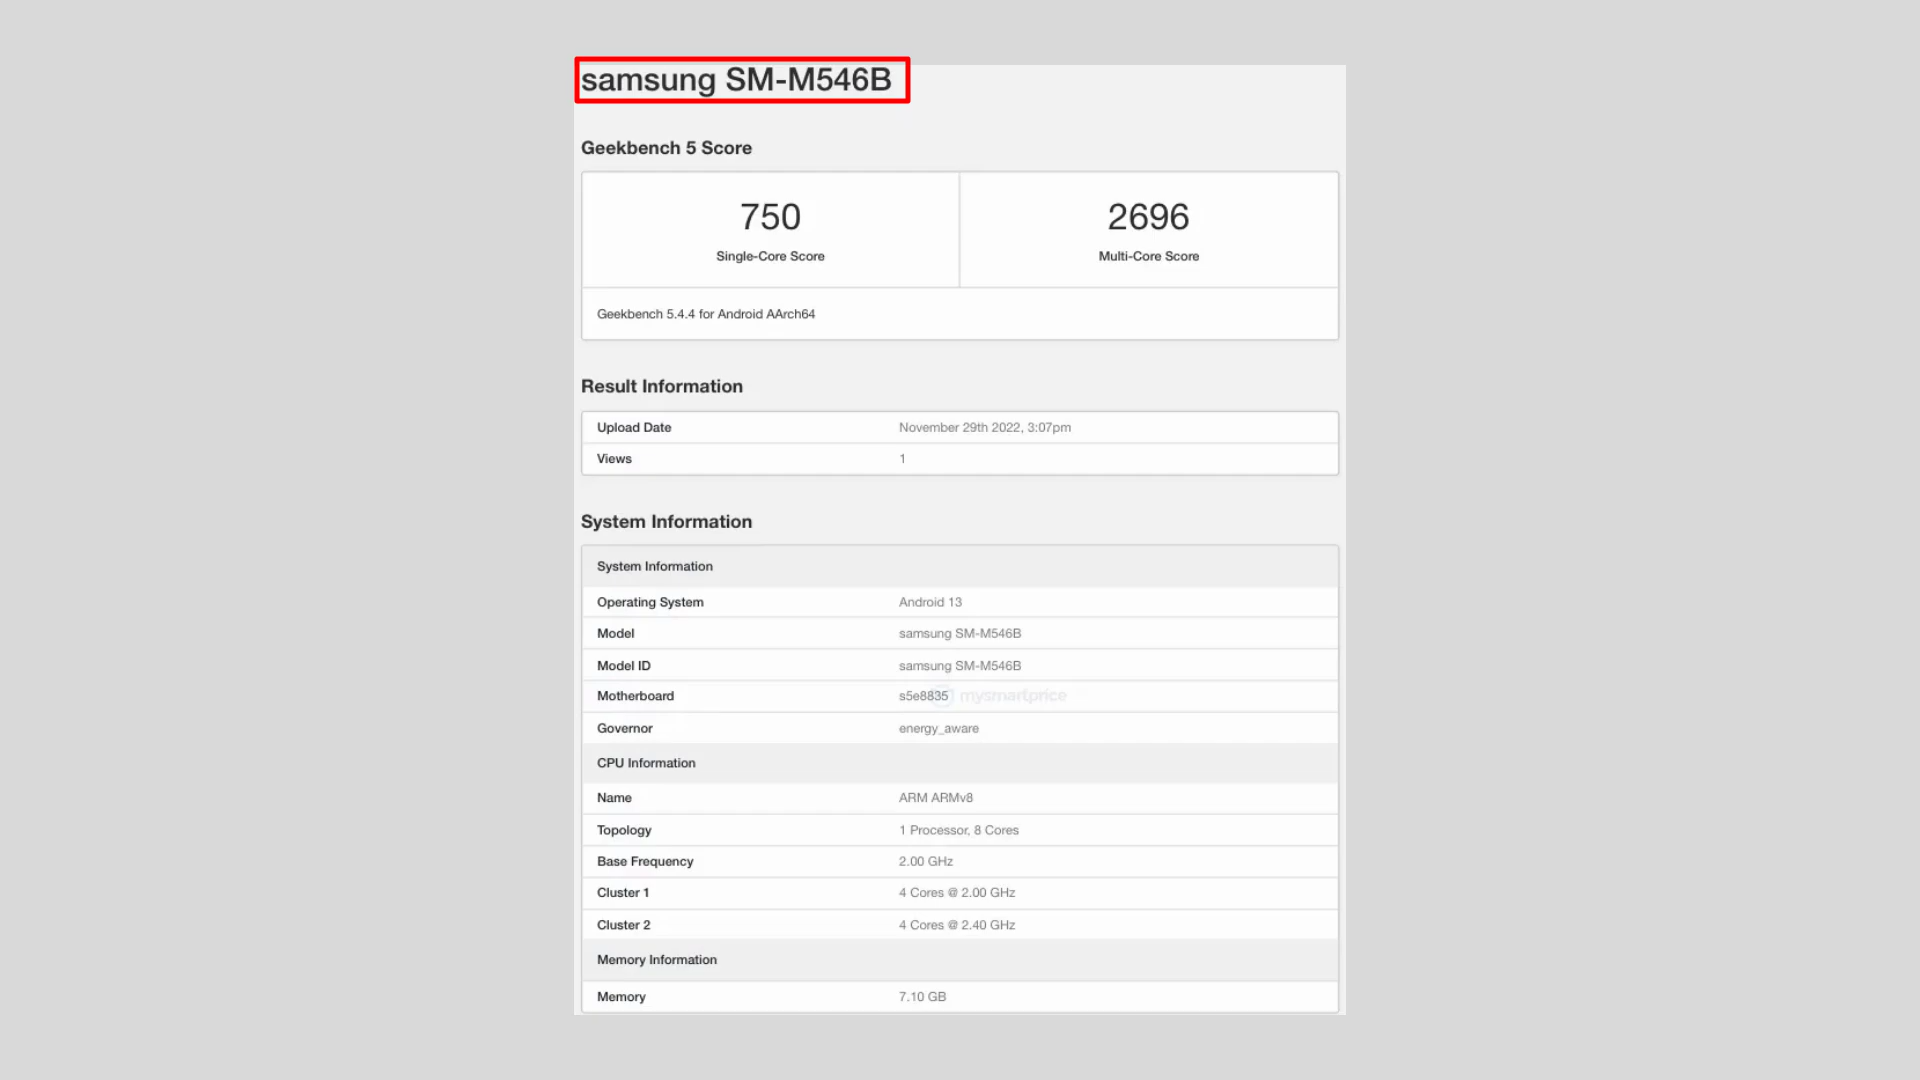 samsung SM-M546B
Geekbench 5 Score
750 2696
Single-Core Score Multi-Core Score
Geekbench 5.4.4 for Android AArch64
Result Information
Upload Date November 29th 2022, 3:07pm
Views 1
System Information
System Information
Operating System Android 13
Model samsung SM-M546B
Model ID samsung SM-M546B
Motherboard s5e8835 mysmartprice
Governor energy_aware
CPU Information
Name ARM ARMv8
Topology 1 Processor, 8 Cores
Base Frequency 2.00 GHz
Cluster 1 4 Cores @ 2.00 GHz
Cluster 2 4 Cores @ 2.40 GHz
Memory Information
Memory 7.10 GB